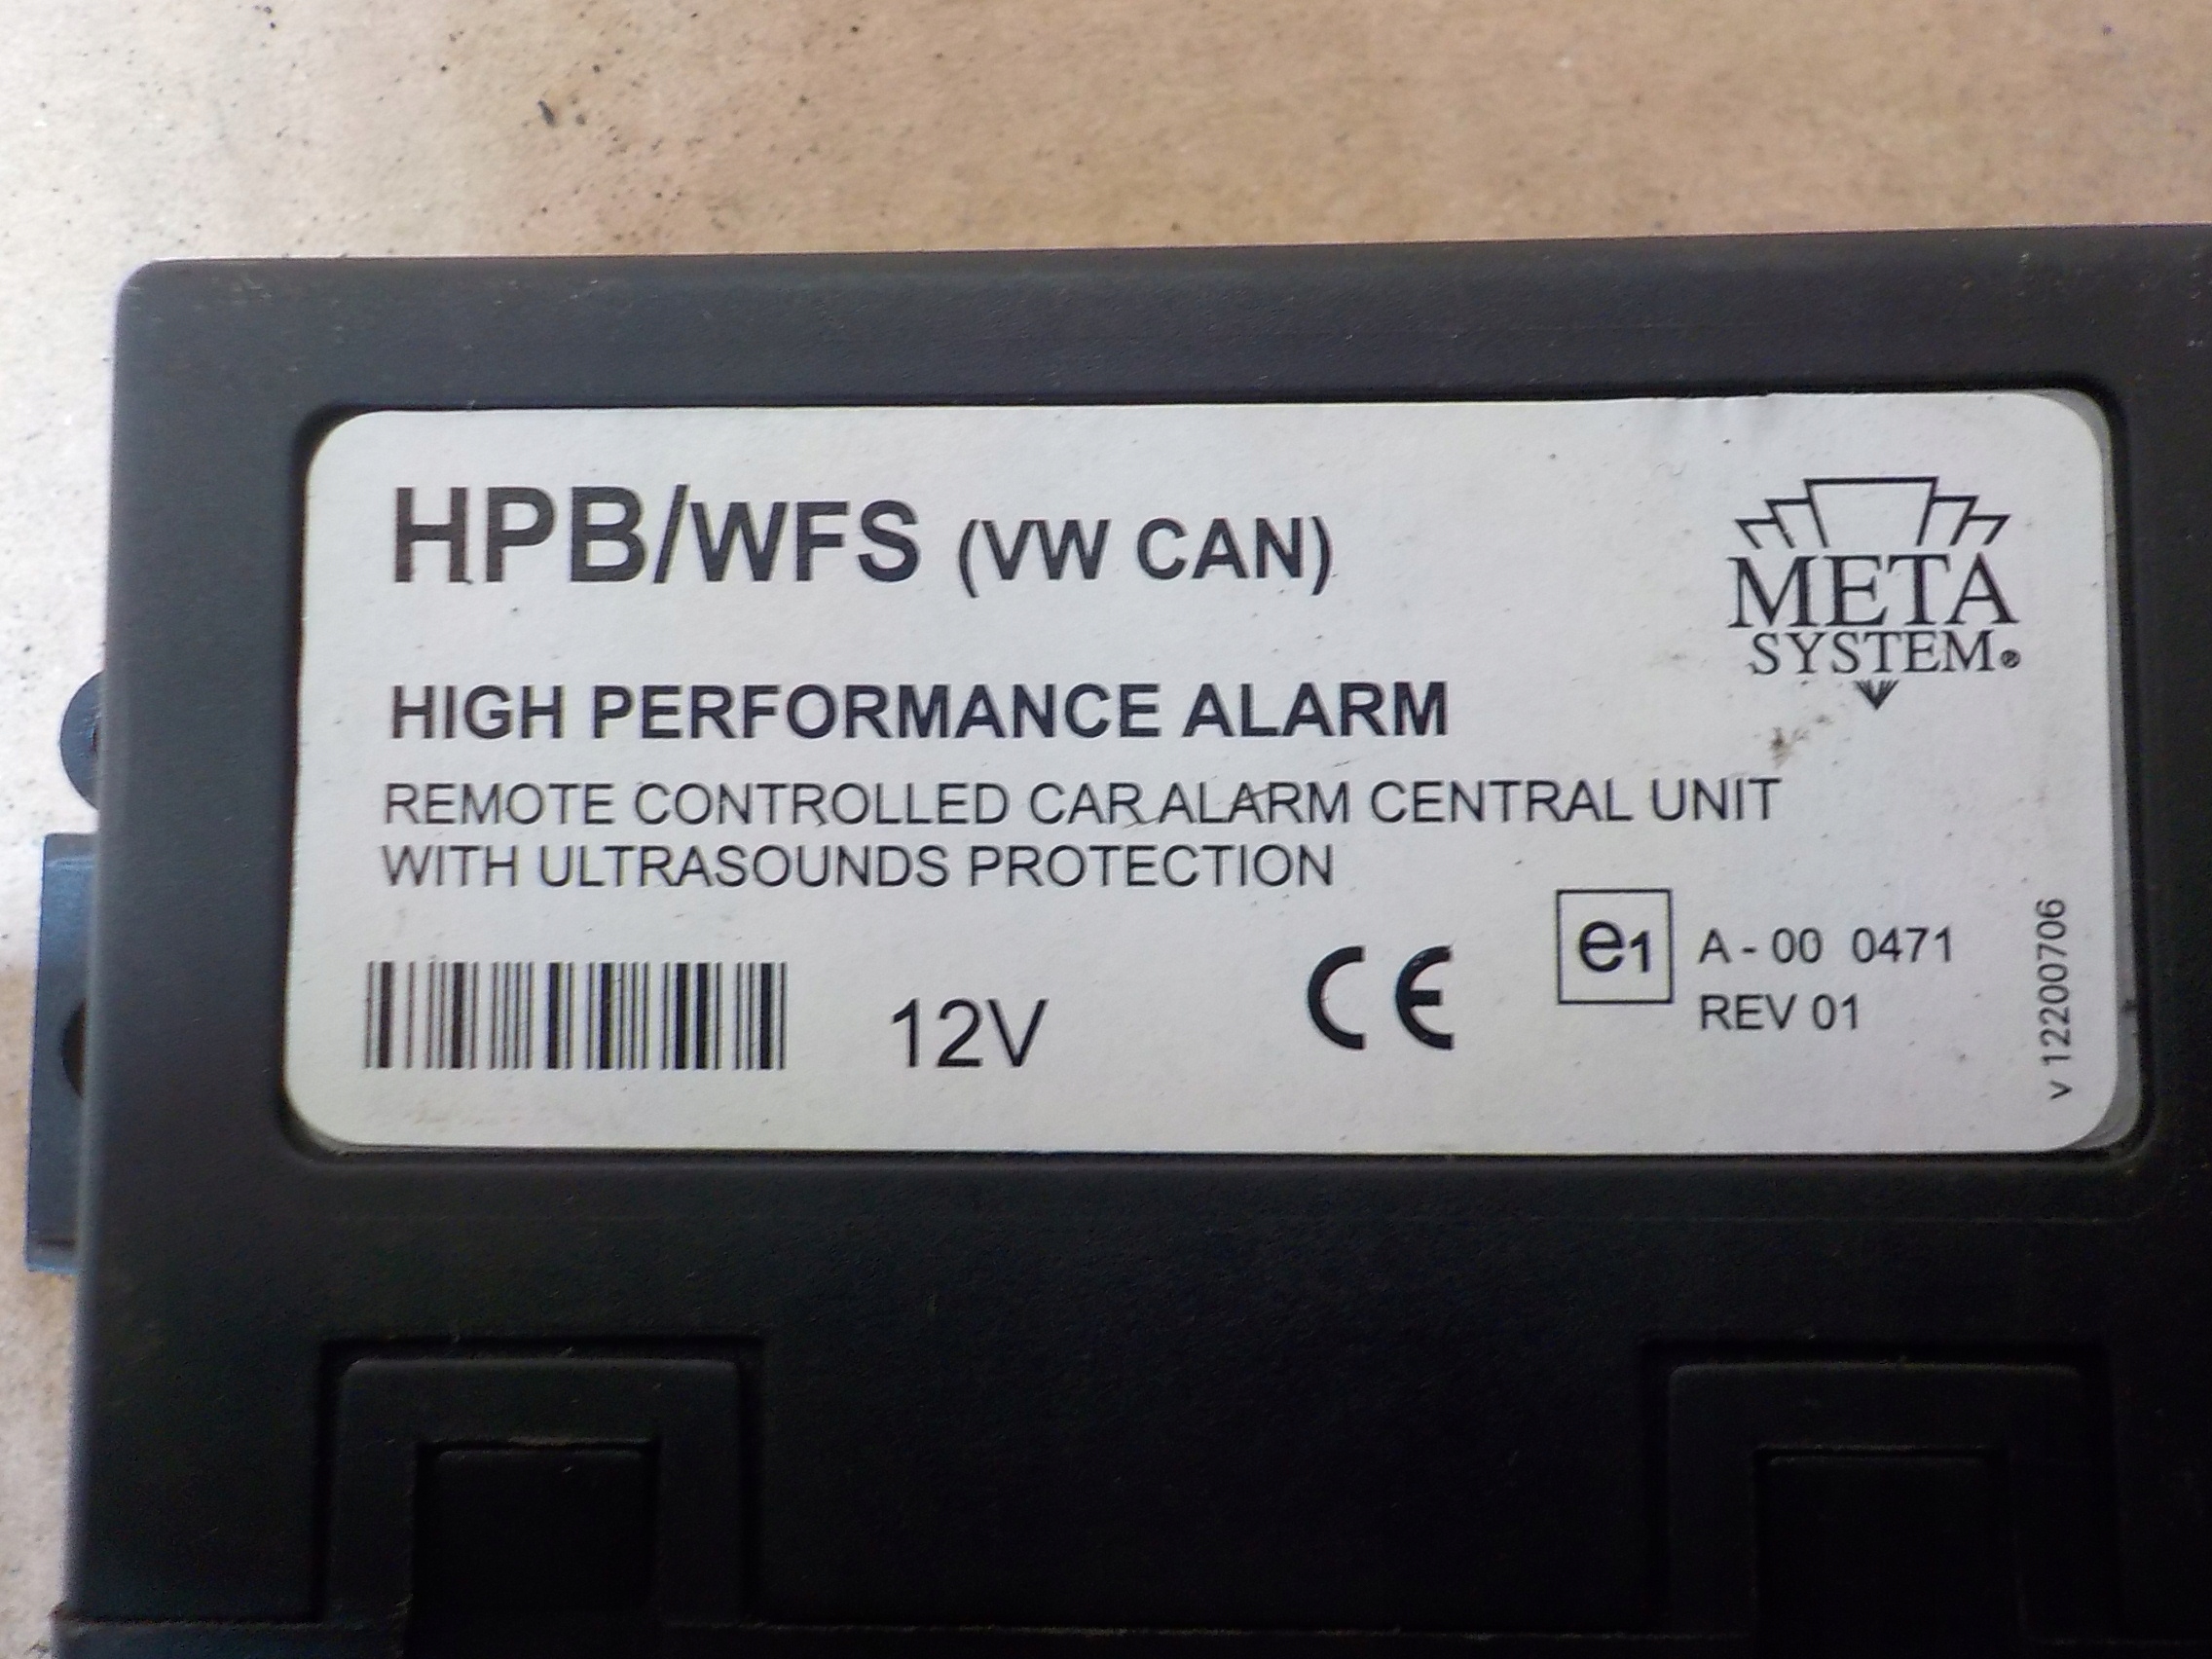 HPB/WFS (VW CAN)
META
SYSTEM®
HIGH PERFORMANCE ALARM
REMOTE CONTROLLED CAR ALARM CENTRAL UNIT
WITH ULTRASOUNDS PROTECTION
12V
CE
e1
A - 00 0471
REV 01
v 12200706